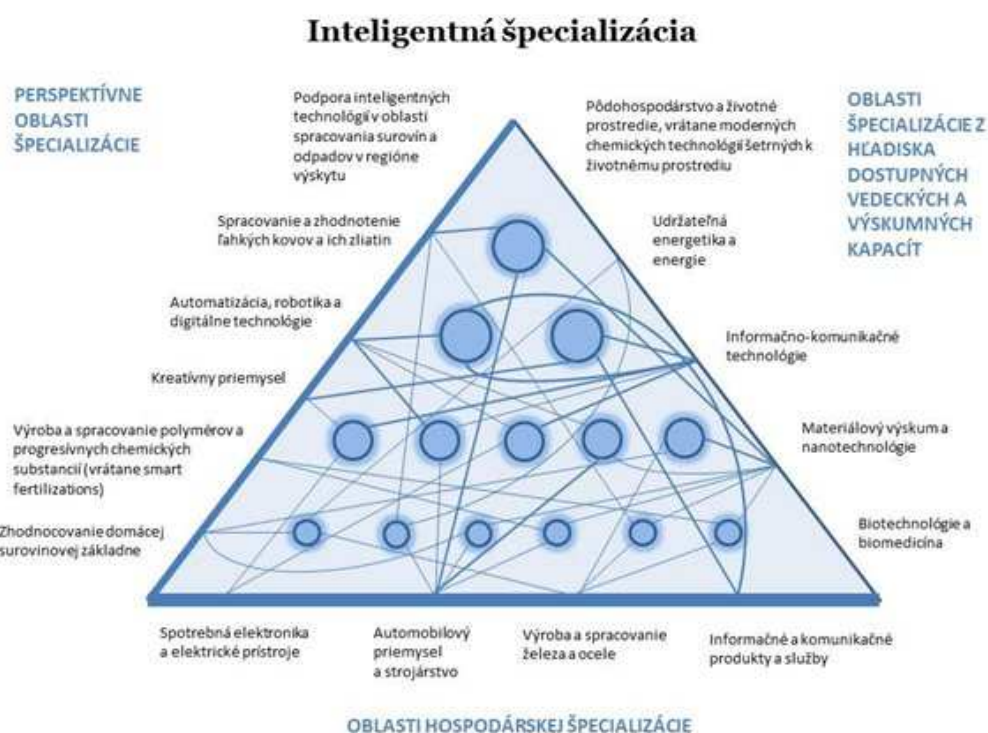 Inteligentná špecializácia
PERSPEKTÍVNE
OBLASTI
ŠPECIALIZÁCIE
Podpora inteligentných
technológií v oblasti
spracovania surovín a
odpadov v regióne
výskytu
Pôdohospodárstvo a životné
prostredie, vrátane moderných
chemických technológií šetrných k
životnému prostrediu
OBLASTI
ŠPECIALIZÁCIE Z
HĽADISKA
DOSTUPNÝCH
VEDECKÝCH A
VÝSKUMNÝCH
KAPACÍT
Spracovanie a zhodnotenie
ľahkých kovov a ich zliatin
Udržateľná
energetika a
energie
Automatizácia, robotika a
digitálne technológie
Informačno-komunikačné
technológie
Kreatívny priemysel
Výroba a spracovanie polymérov a
progresívnych chemických
substancií (vrátane smart
fertilizations)
Materiálový výskum a
nanotechnológie
Zhodnocovanie domácej
surovinovej základne
Biotechnológie a
biomedicína
Spotrebná elektronika
a elektrické prístroje
Automobilový
priemysel
a strojárstvo
Výroba a spracovanie
železa a ocele
Informačné a komunikačné
produkty a služby
OBLASTI HOSPODÁRSKEJ ŠPECIALIZÁCIE